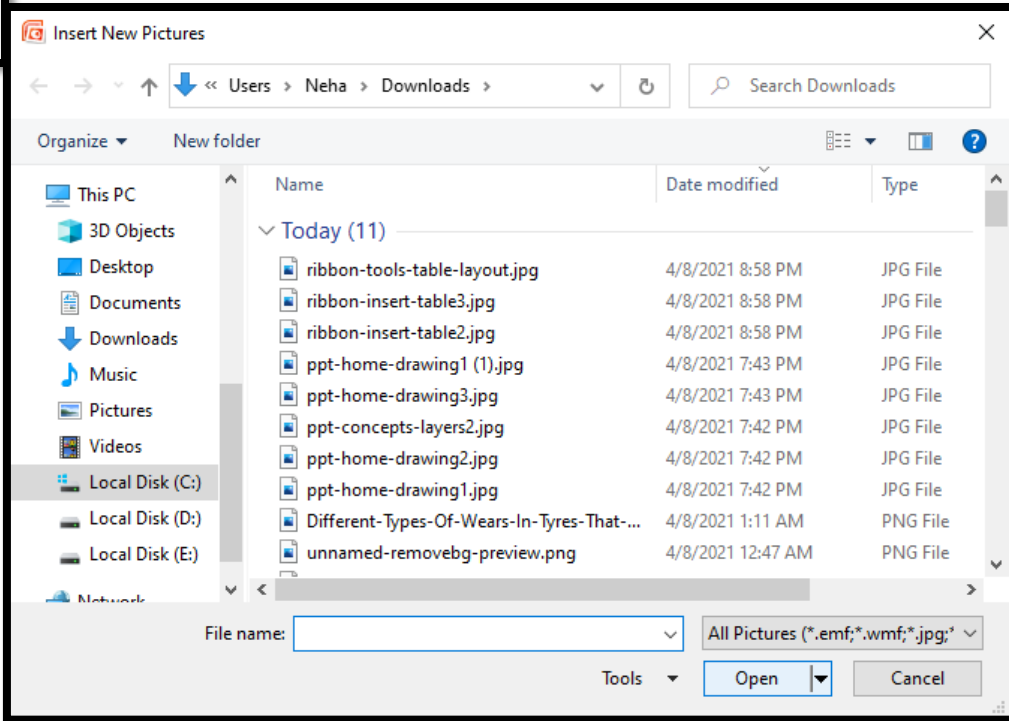 Insert New Pictures
« Users > Neha > Downloads >
Search Downloads
Organize
New folder
This PC
3D Objects
Desktop
Documents
Downloads
Music
Pictures
Videos
Local Disk (C:)
Local Disk (D:)
Local Disk (E:)
Network
Name Date modified Type
Today (11)
ribbon-tools-table-layout.jpg 4/8/2021 8:58 PM JPG File
ribbon-insert-table3.jpg 4/8/2021 8:58 PM JPG File
ribbon-insert-table2.jpg 4/8/2021 8:58 PM JPG File
ppt-home-drawing1 (1).jpg 4/8/2021 7:43 PM JPG File
ppt-home-drawing3.jpg 4/8/2021 7:43 PM JPG File
ppt-concepts-layers2.jpg 4/8/2021 7:42 PM JPG File
ppt-home-drawing2.jpg 4/8/2021 7:42 PM JPG File
ppt-home-drawing1.jpg 4/8/2021 7:42 PM JPG File
Different-Types-Of-Wears-In-Tyres-That-... 4/8/2021 1:11 AM PNG File
unnamed-removebg-preview.png 4/8/2021 12:47 AM PNG File
File name:
All Pictures (*.emf;*.wmf;*.jpg;*
Tools
Open
Cancel